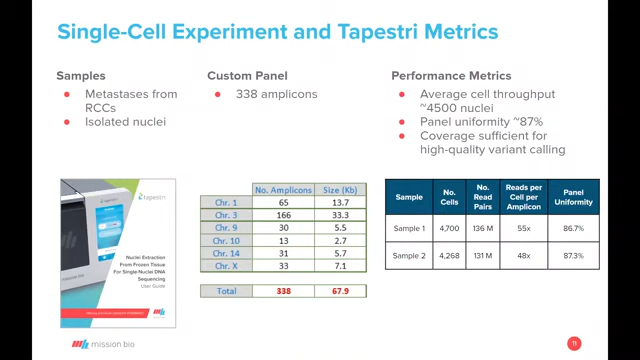 Single-Cell Experiment and Tapestri Metrics
Samples
● Metastases from
RCCs
● Isolated nuclei
Custom Panel
● 338 amplicons
Performance Metrics
● Average cell throughput
~4500 nuclei
● Panel uniformity ~87%
● Coverage sufficient for
high-quality variant calling
tapestri
Nuclei Extraction
From Frozen Tissue
For Single-Nuclei DNA
Sequencing
User Guide
No. Amplicons Size (Kb)
Chr. 1 65 13.7
Chr. 3 166 33.3
Chr. 9 30 5.5
Chr. 10 13 2.7
Chr. 14 31 5.7
Chr. X 33 7.1
Total 338 67.9
Sample No. Cells No. Read Pairs Reads per Cell per Amplicon Panel Uniformity
Sample 1 4,700 136 M 55x 86.7%
Sample 2 4,268 131 M 48x 87.3%
mission bio
11